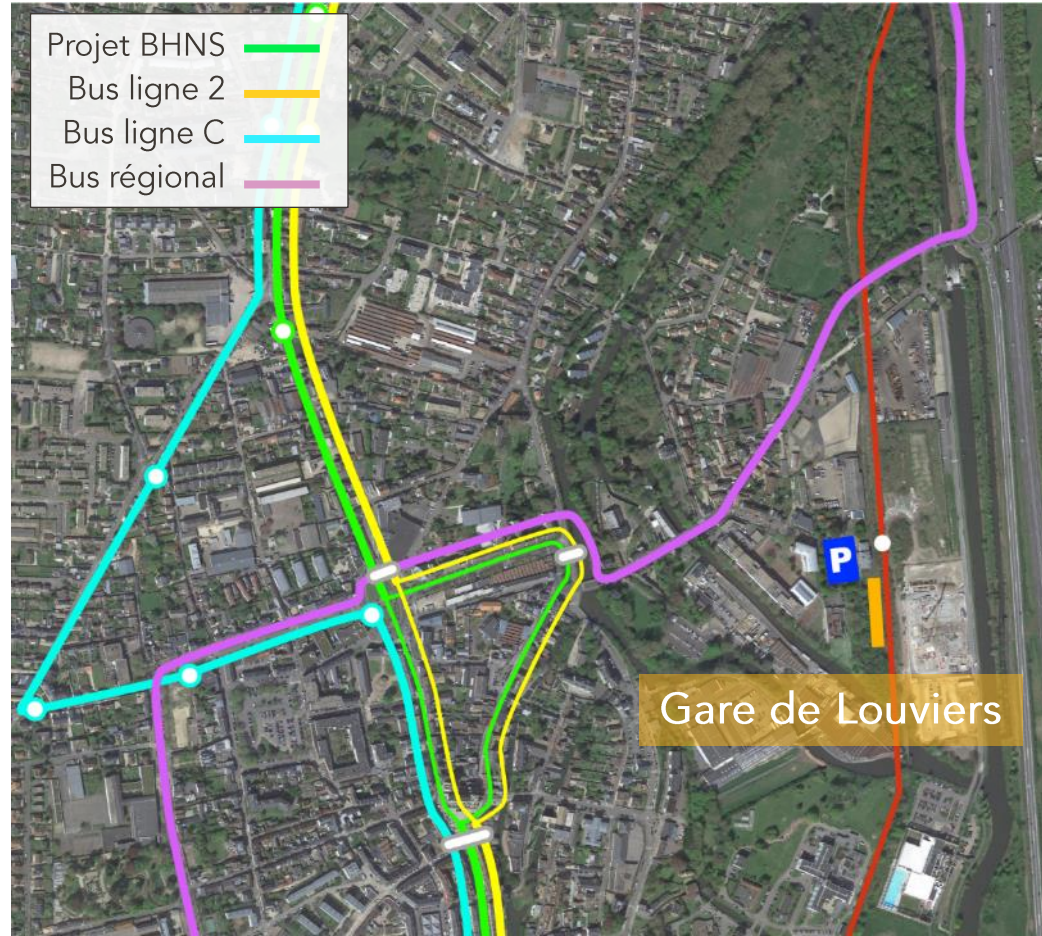 Projet BHNS
Bus ligne 2
Bus ligne C
Bus régional
P
Gare de Louviers